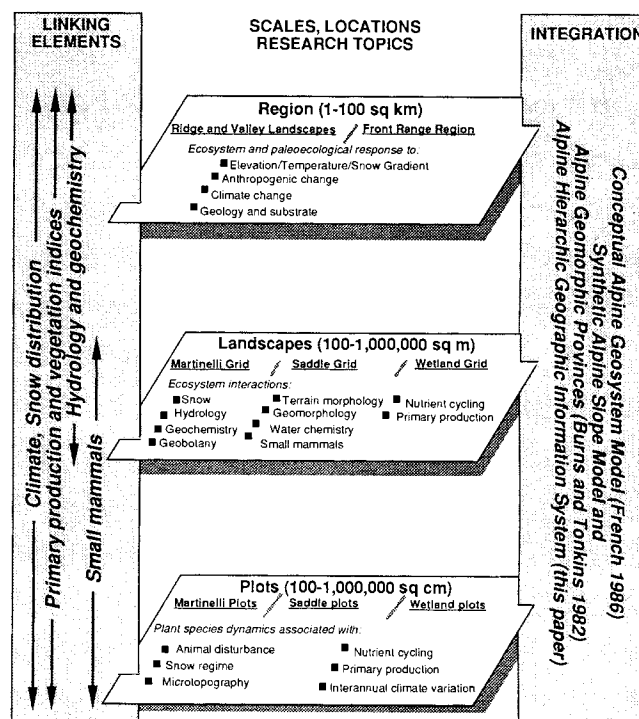 LINKING
ELEMENTS
SCALES, LOCATIONS
RESEARCH TOPICS
INTEGRATION
Climate, Snow distribution
Primary production and vegetation indices
Hydrology and geochemistry
Small mammals
Region (1-100 sq km)
Ridge and Valley Landscapes / Front Range Region
Ecosystem and paleoecological response to:
Elevation/Temperature/Snow Gradient
Anthropogenic change
Climate change
Geology and substrate
Landscapes (100-1,000,000 sq m)
Martinelli Grid / Saddle Grid / Wetland Grid
Ecosystem interactions:
Snow
Hydrology
Geochemistry
Geobotany
Terrain morphology
Geomorphology
Water chemistry
Small mammals
Nutrient cycling
Primary production
Plots (100-1,000,000 sq cm)
Martinelli Plots / Saddle plots / Wetland plots
Plant species dynamics associated with:
Animal disturbance
Snow regime
Microtopography
Nutrient cycling
Primary production
Interannual climate variation
Conceptual Alpine Geosystem Model (French 1986)
Synthetic Alpine Slope Model and
Alpine Geomorphic Provinces (Burns and Tonkins 1982)
Alpine Hierarchic Geographic Information System (this paper)